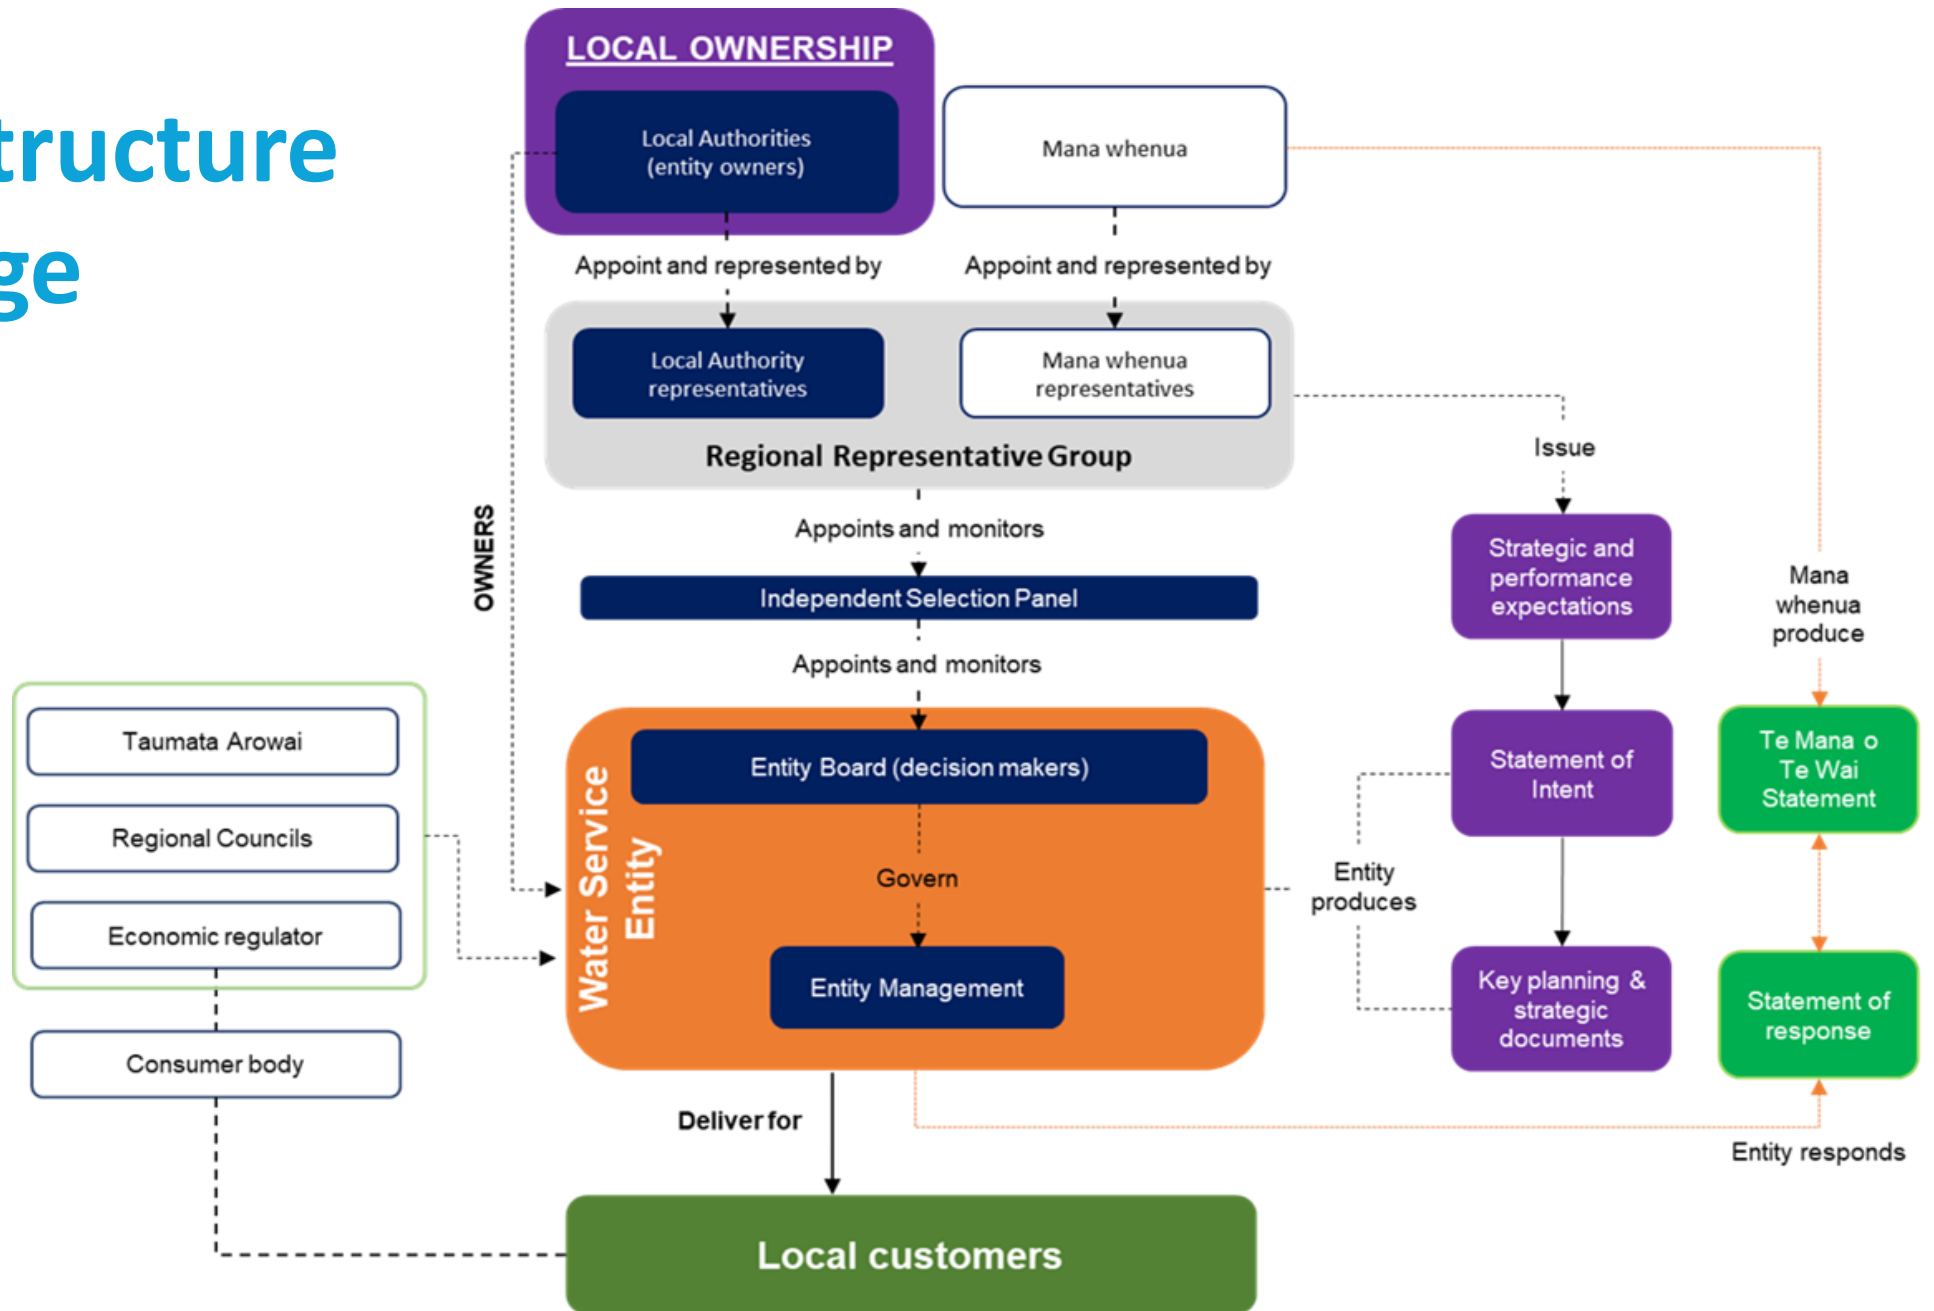 LOCAL OWNERSHIP
Local Authorities
(entity owners)
Mana whenua
Appoint and represented by
Appoint and represented by
Local Authority
representatives
Mana whenua
representatives
Regional Representative Group
Issue
Appoints and monitors
OWNERS
Strategic and
performance
expectations
Mana
whenua
produce
Independent Selection Panel
Appoints and monitors
Taumata Arowai
Regional Councils
Economic regulator
Consumer body
Water Service
Entity
Entity Board (decision makers)
Govern
Entity Management
Statement of
Intent
Te Mana o
Te Wai
Statement
Entity
produces
Key planning &
strategic
documents
Statement of
response
Deliver for
Entity responds
Local customers